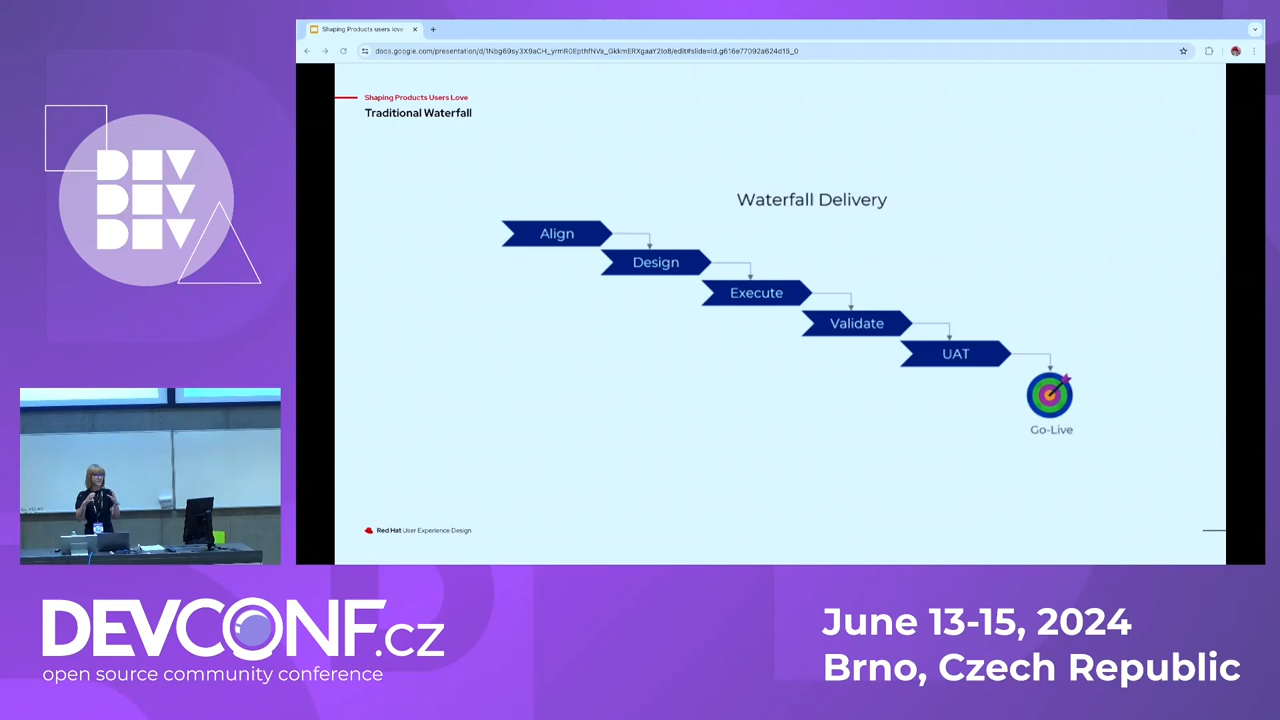 Shaping Products users love
docs.google.com/presentation/d/1Nbg69sy3X9aCH_yrmR0EpthfNVa_GkkmERXgaaY2Io8/edit#slide=id.g616e77092a624d15_0
Shaping Products Users Love
Traditional Waterfall
Waterfall Delivery
Align
Design
Execute
Validate
UAT
Go-Live
Red Hat User Experience Design
DEV
DEV
DEV
DEVCONF.cz
open source community conference
June 13-15, 2024
Brno, Czech Republic